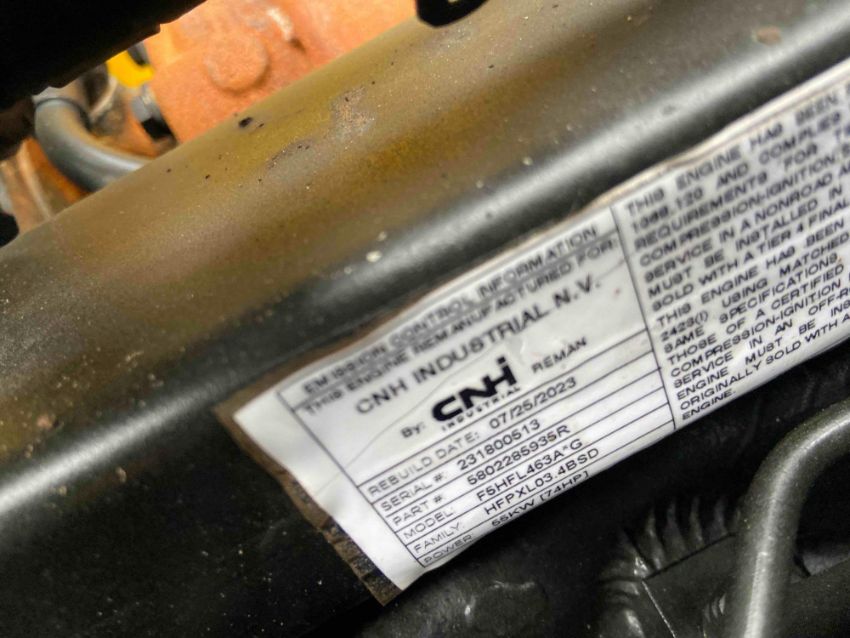 EMISSION CONTROL INFORMATION
THIS ENGINE REMANUFACTURED FOR:
CNH INDUSTRIAL N.V.
By: CNH INDUSTRIAL REMAN
REBUILD DATE: 07/25/2023
SERIAL #: 231800513
PART #: 5802285935R
MODEL: F5HFL463A*G
FAMILY: HFPXL03.4BSD
POWER 55KW [74HP]
THIS ENGINE HAS BEEN
1068.120 AND COMPLIES
REQUIREMENTS FOR
COMPRESSION-IGNITION
SERVICE IN A NONROAD
MUST BE INSTALLED IN
SOLD WITH A TIER 4 FINAL
THIS ENGINE HAS BEEN
2423(l) USING MATCHED
SAME SPECIFICATIONS
THOSE OF A CERTIFIED
COMPRESSION-IGNITION
SERVICE IN AN OFF-R
ENGINE MUST BE INS
ORIGINALLY SOLD WITH A
ENGINE.